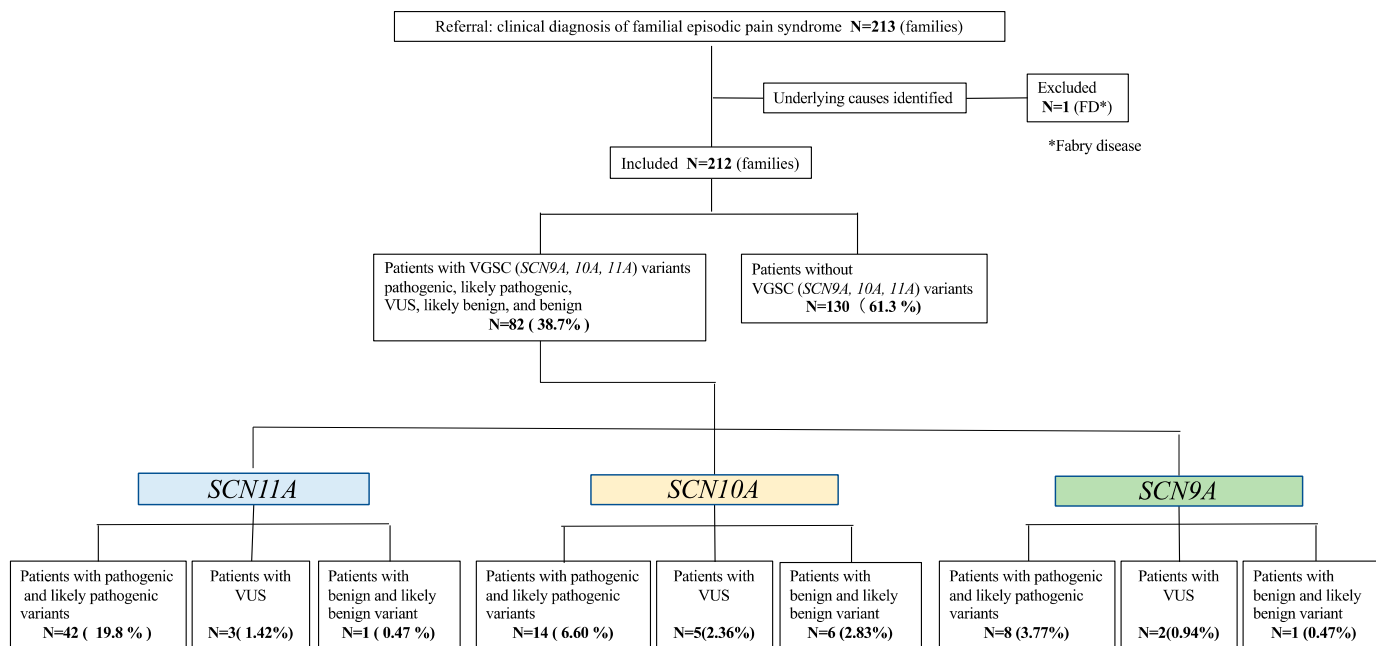 Referral: clinical diagnosis of familial episodic pain syndrome N=213 (families)
Underlying causes identified
Excluded
N=1 (FD*)
*Fabry disease
Included N=212 (families)
Patients with VGSC (SCN9A, 10A, 11A) variants
pathogenic, likely pathogenic,
VUS, likely benign, and benign
N=82 ( 38.7% )
Patients without
VGSC (SCN9A, 10A, 11A) variants
N=130 ( 61.3 %)
SCN11A
SCN10A
SCN9A
Patients with pathogenic
and likely pathogenic
variants
N=42 ( 19.8 % )
Patients with
VUS
N=3( 1.42%)
Patients with
benign and likely
benign variant
N=1 ( 0.47 %)
Patients with pathogenic
and likely pathogenic
variants
N=14 ( 6.60 %)
Patients with
VUS
N=5(2.36%)
Patients with
benign and likely
benign variant
N=6 (2.83%)
Patients with pathogenic
and likely pathogenic
variants
N=8 (3.77%)
Patients with
VUS
N=2(0.94%)
Patients with
benign and likely
benign variant
N=1 (0.47%)